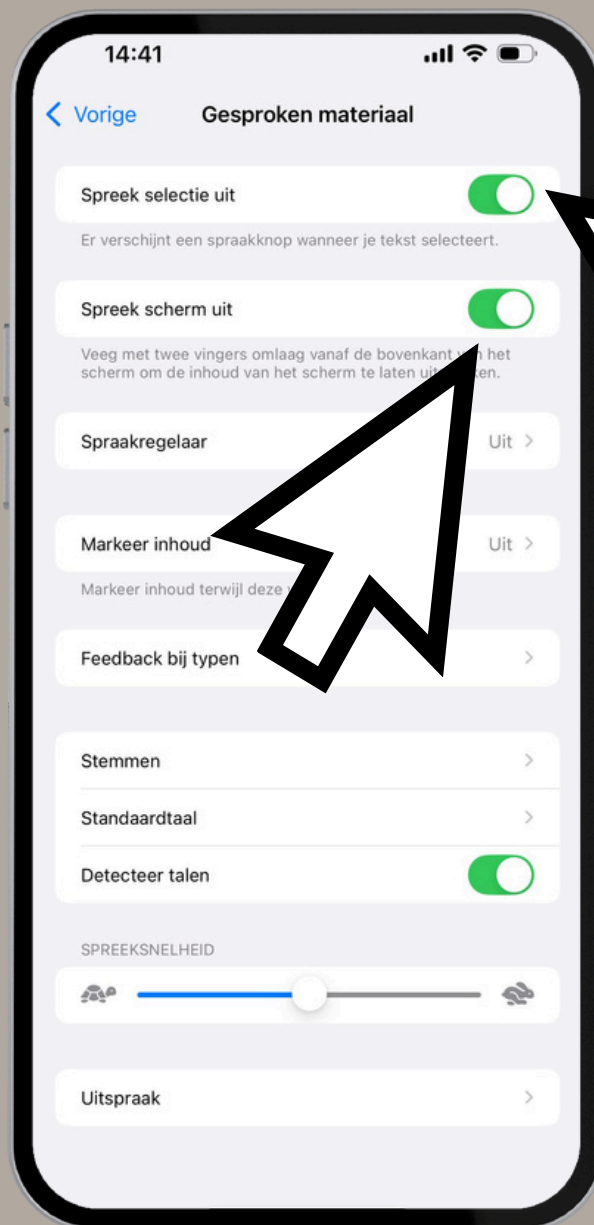 14:41
Vorige
Gesproken materiaal
Spreek selectie uit
Er verschijnt een spraakknop wanneer je tekst selecteert.
Spreek scherm uit
Veeg met twee vingers omlaag vanaf de bovenkant het
scherm om de inhoud van het scherm te laten
Spraakregelaar Uit
Markeer inhoud Uit
Markeer inhoud terwijl deze
Feedback bij typen
Stemmen
Standaardtaal
Detecteer talen
SPREEKSNELHEID
Uitspraak